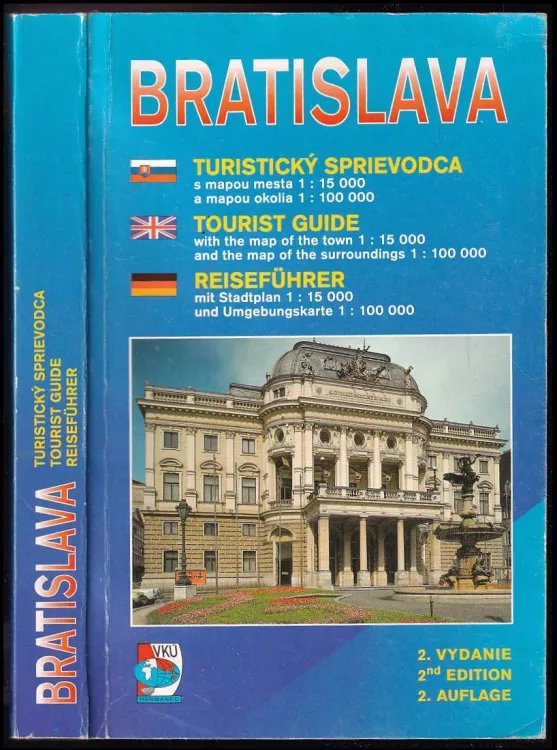 BRATISLAVA
TURISTICKÝ SPRIEVODCA
s mapou mesta 1 : 15 000
a mapou okolia 1 : 100 000
TOURIST GUIDE
with the map of the town 1 : 15 000
and the map of the surroundings 1 : 100 000
REISEFÜHRER
mit Stadtplan 1 : 15 000
und Umgebungskarte 1 : 100 000
VKÚ
HARMANEC
2. VYDANIE
2nd EDITION
2. AUFLAGE
BRATISLAVA
TURISTICKÝ SPRIEVODCA
TOURIST GUIDE
REISEFÜHRER